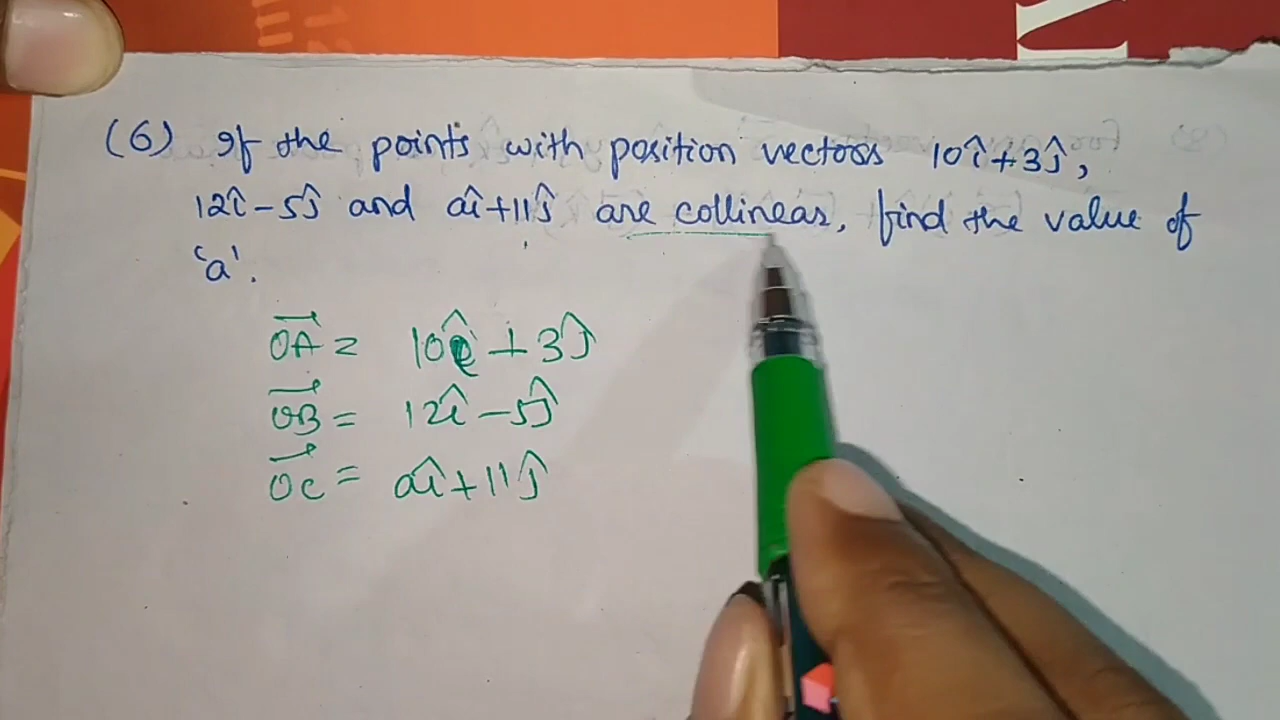 (6) If the points with position vectors 10î+3ĵ,
12î-5ĵ and aî+11ĵ are collinear, find the value of
'a'.
OA⃗ = 10î+3ĵ
OB⃗ = 12î-5ĵ
OC⃗ = aî+11ĵ